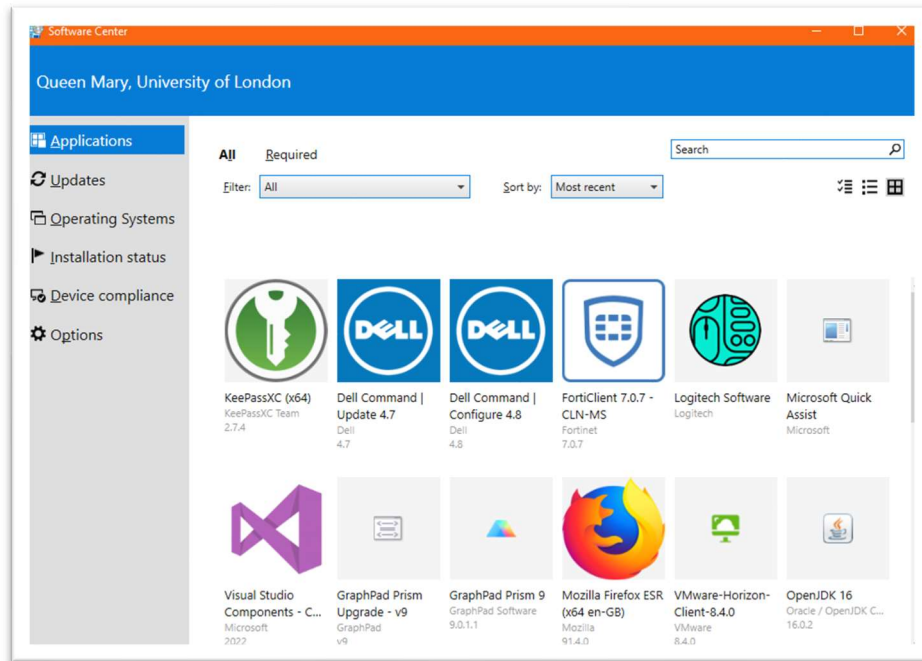 Software Center
Queen Mary, University of London
Applications
Updates
Operating Systems
Installation status
Device compliance
Options
All Required
Search
Filter: All Sort by: Most recent
DELL DELL
KeePassXC (x64)
KeePassXC Team
2.7.4
Dell Command |
Update 4.7
Dell
4.7
Dell Command |
Configure 4.8
Dell
4.8
FortiClient 7.0.7 -
CLN-MS
Fortinet
7.0.7
Logitech Software
Logitech
Microsoft Quick
Assist
Microsoft
Visual Studio
Components - C...
Microsoft
2022
GraphPad Prism
Upgrade - v9
GraphPad
v9
GraphPad Prism 9
GraphPad Software
9.0.1.1
Mozilla Firefox ESR
(x64 en-GB)
Mozilla
91.4.0
VMware-Horizon-
Client-8.4.0
VMware
8.4.0
OpenJDK 16
Oracle / OpenJDK C...
16.0.2